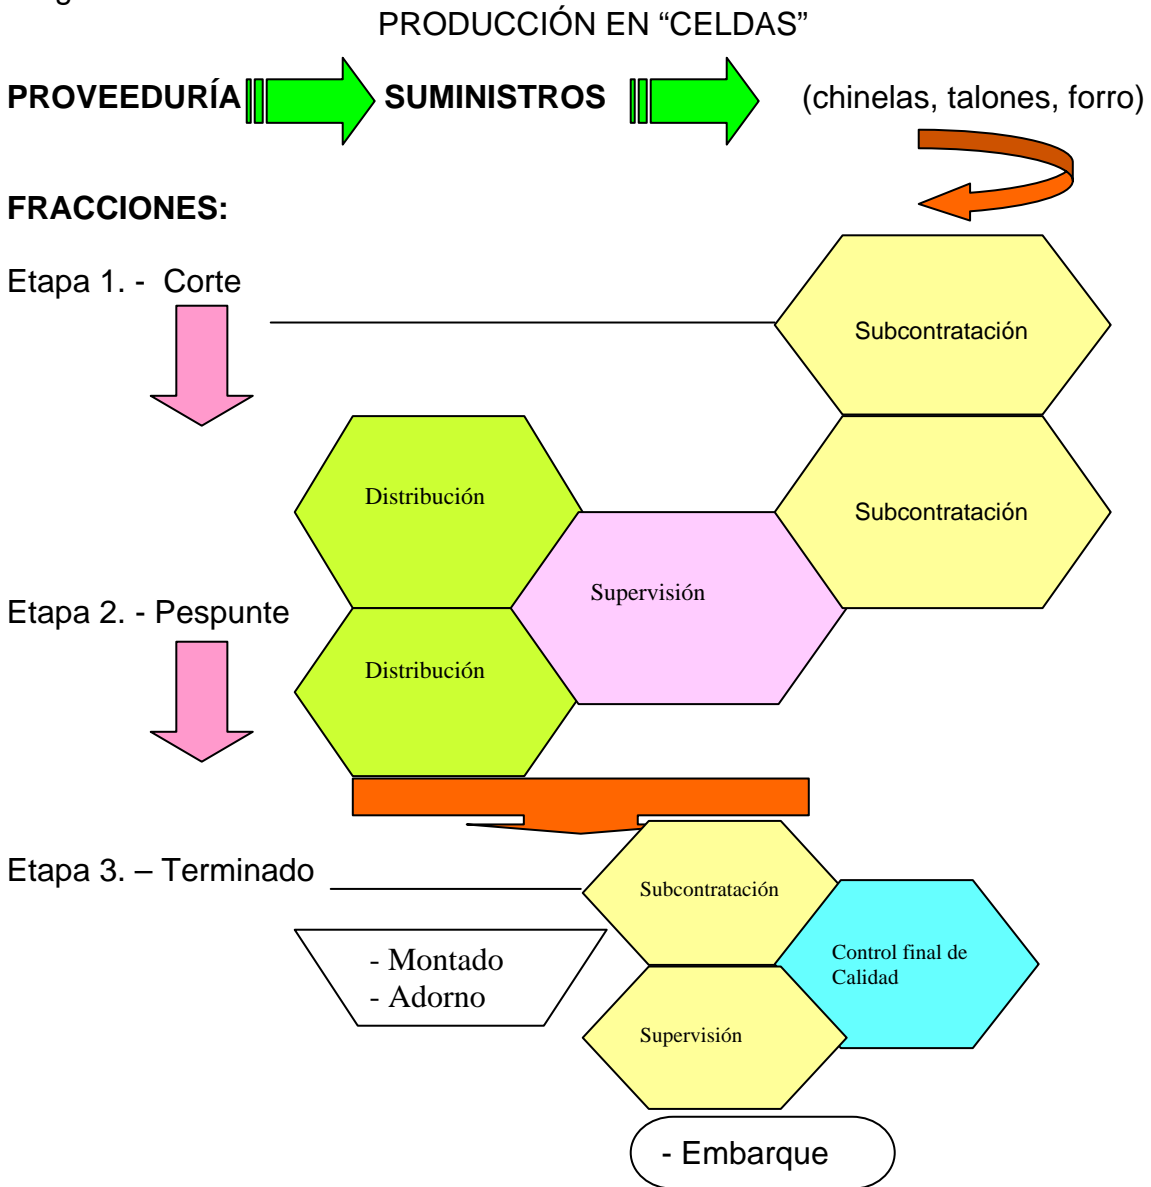 PRODUCCIÓN EN “CELDAS”
PROVEEDURÍA SUMINISTROS (chinelas, talones, forro)
FRACCIONES:
Etapa 1. - Corte
Subcontratación
Distribución
Subcontratación
Supervisión
Etapa 2. - Pespunte
Distribución
Etapa 3. – Terminado
Subcontratación
- Montado
- Adorno
Control final de
Calidad
Supervisión
- Embarque